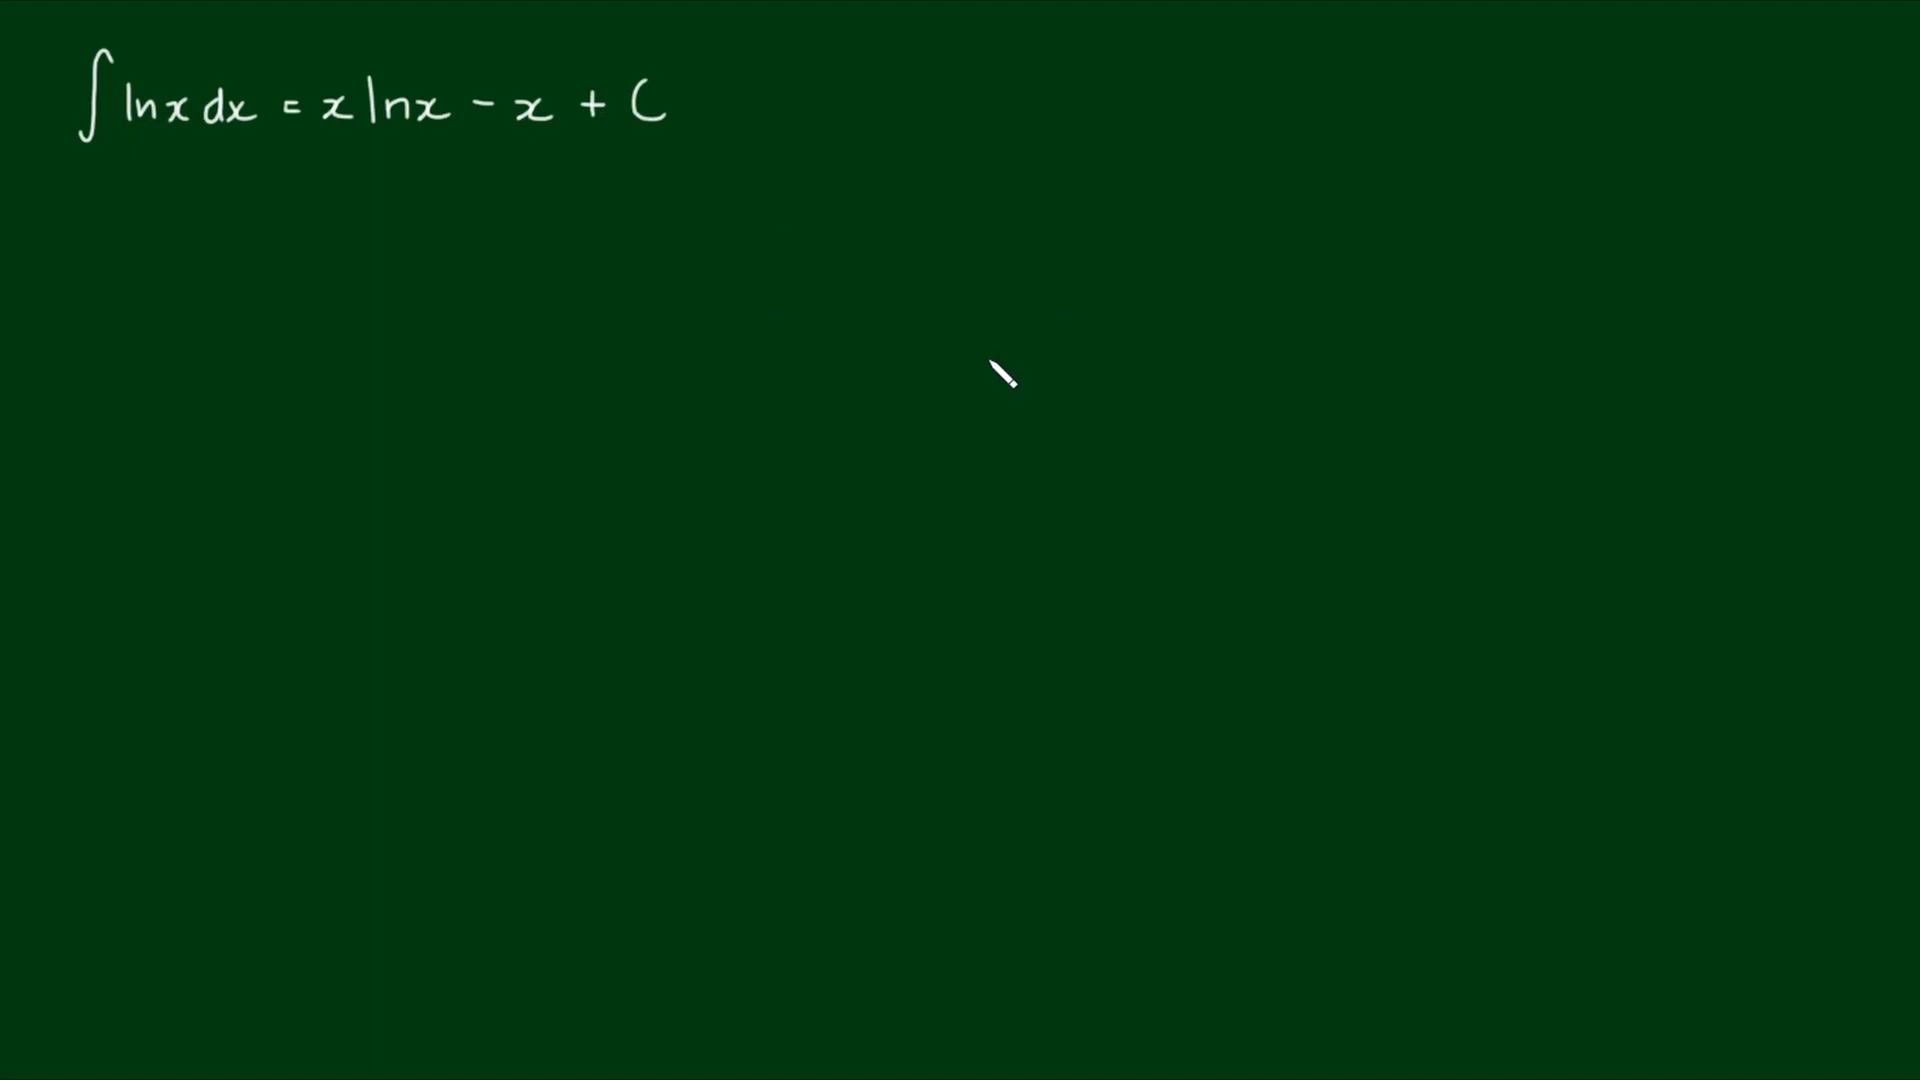 ∫ ln x dx = x ln x - x + C